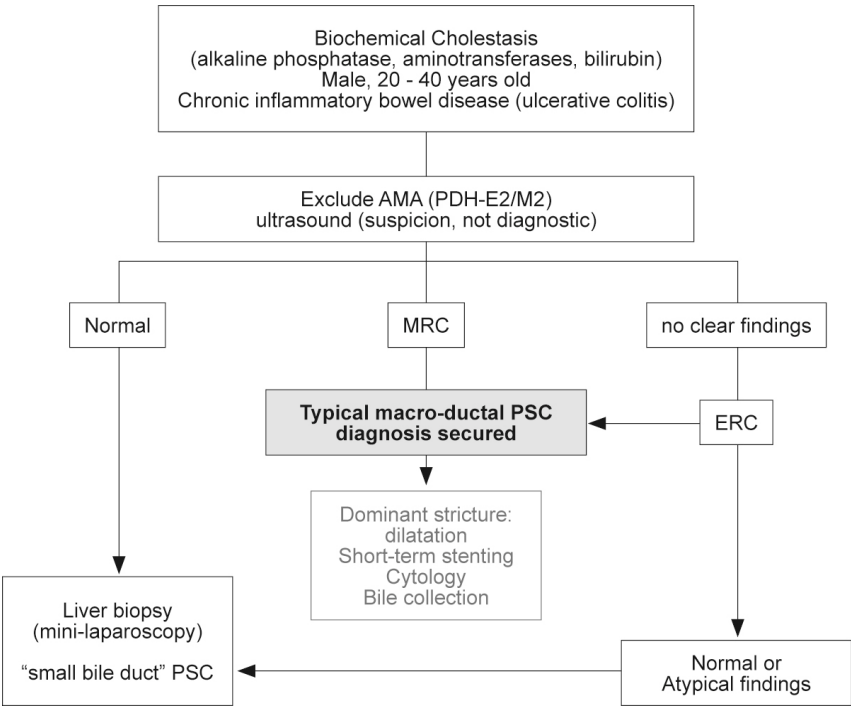 Biochemical Cholestasis
(alkaline phosphatase, aminotransferases, bilirubin)
Male, 20 - 40 years old
Chronic inflammatory bowel disease (ulcerative colitis)
Exclude AMA (PDH-E2/M2)
ultrasound (suspicion, not diagnostic)
Normal
MRC
no clear findings
Typical macro-ductal PSC
diagnosis secured
ERC
Dominant stricture:
dilatation
Short-term stenting
Cytology
Bile collection
Liver biopsy
(mini-laparoscopy)
“small bile duct” PSC
Normal or
Atypical findings